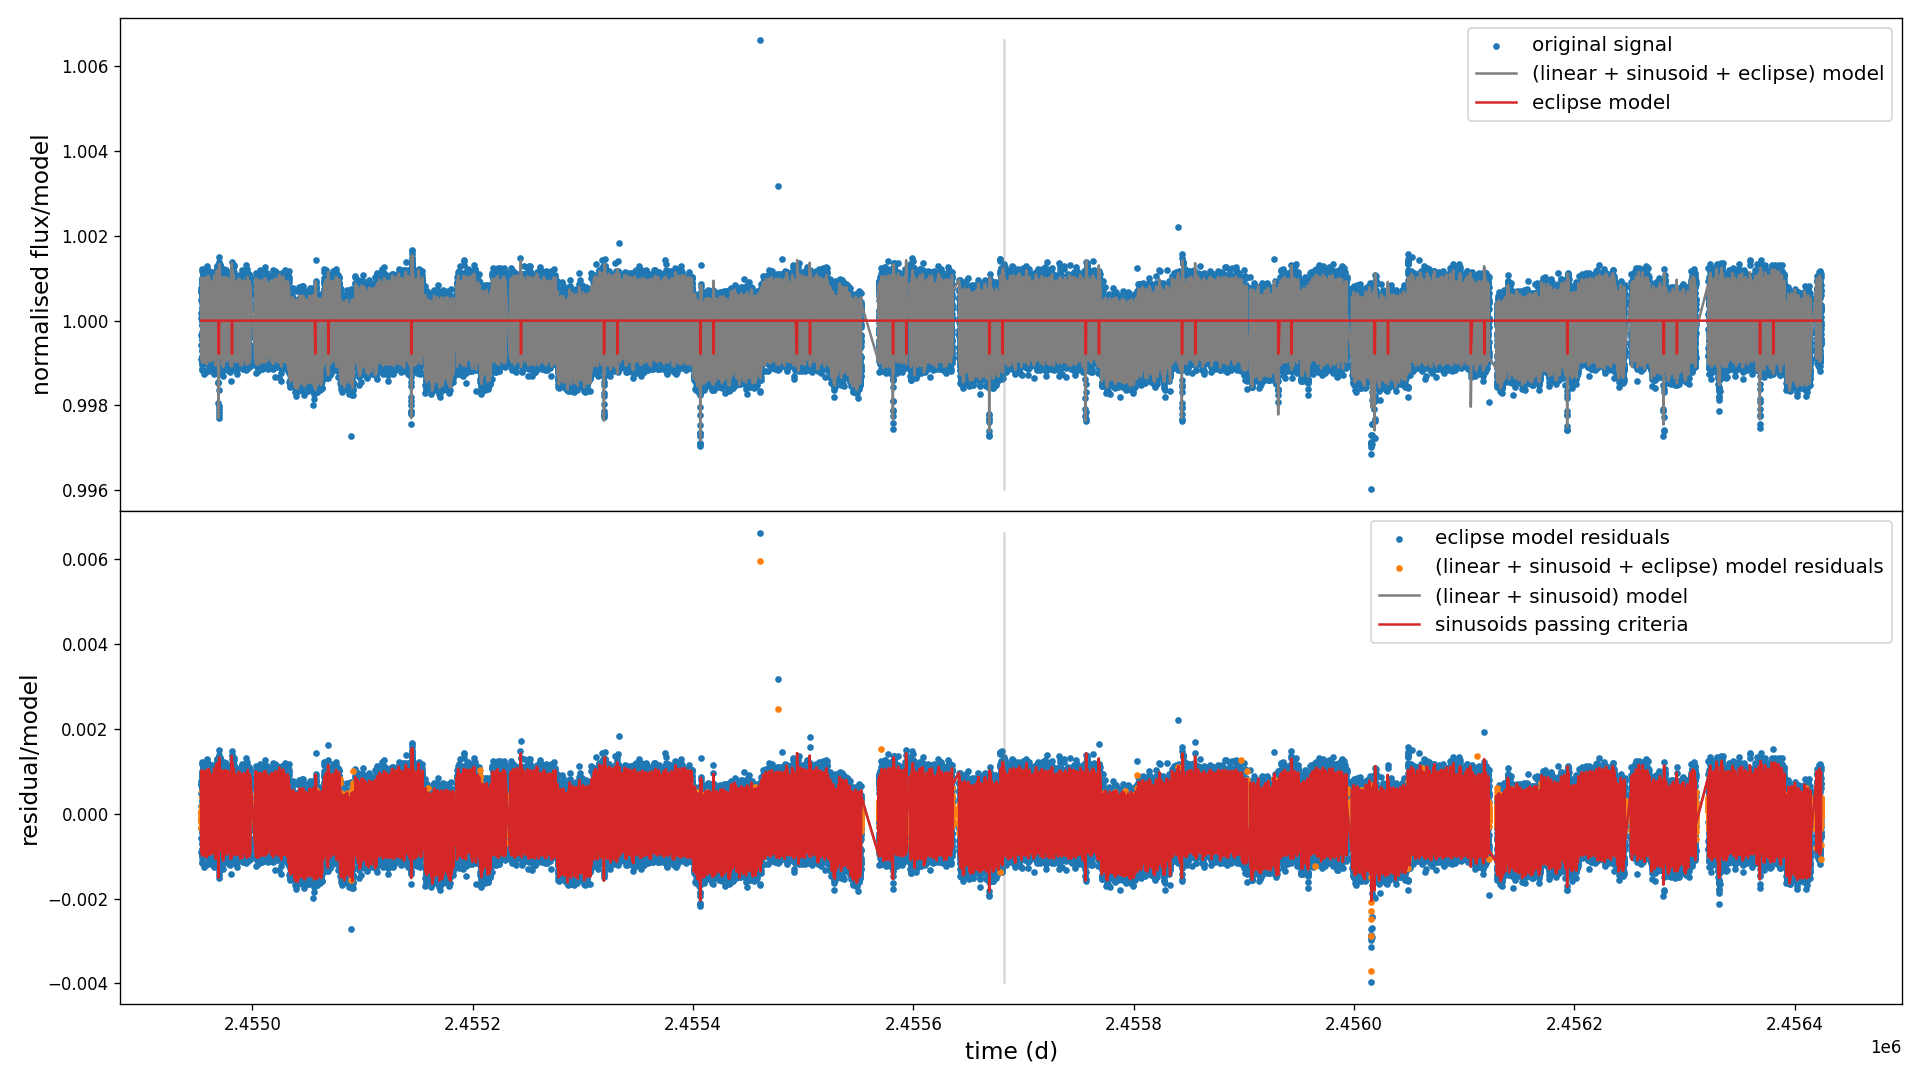 original signal
(linear + sinusoid + eclipse) model
eclipse model
normalised flux/model
1.006
1.004
1.002
1.000
0.998
0.996
eclipse model residuals
(linear + sinusoid + eclipse) model residuals
(linear + sinusoid) model
sinusoids passing criteria
residual/model
0.006
0.004
0.002
0.000
−0.002
−0.004
2.4550 2.4552 2.4554 2.4556 2.4558 2.4560 2.4562 2.4564
time (d)
1e6